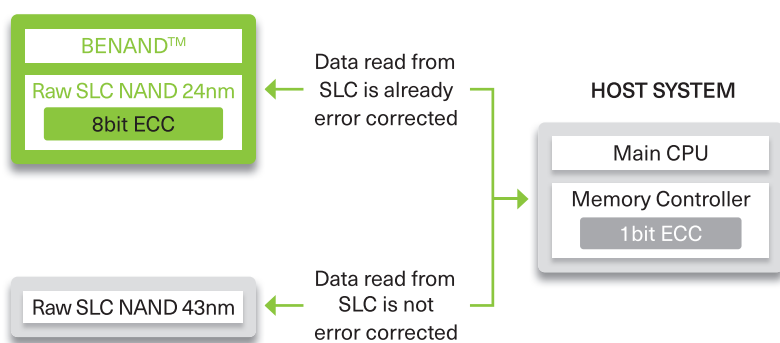 BENAND™
Raw SLC NAND 24nm
8bit ECC
Data read from
SLC is already
error corrected
HOST SYSTEM
Main CPU
Memory Controller
1bit ECC
Raw SLC NAND 43nm
Data read from
SLC is not
error corrected